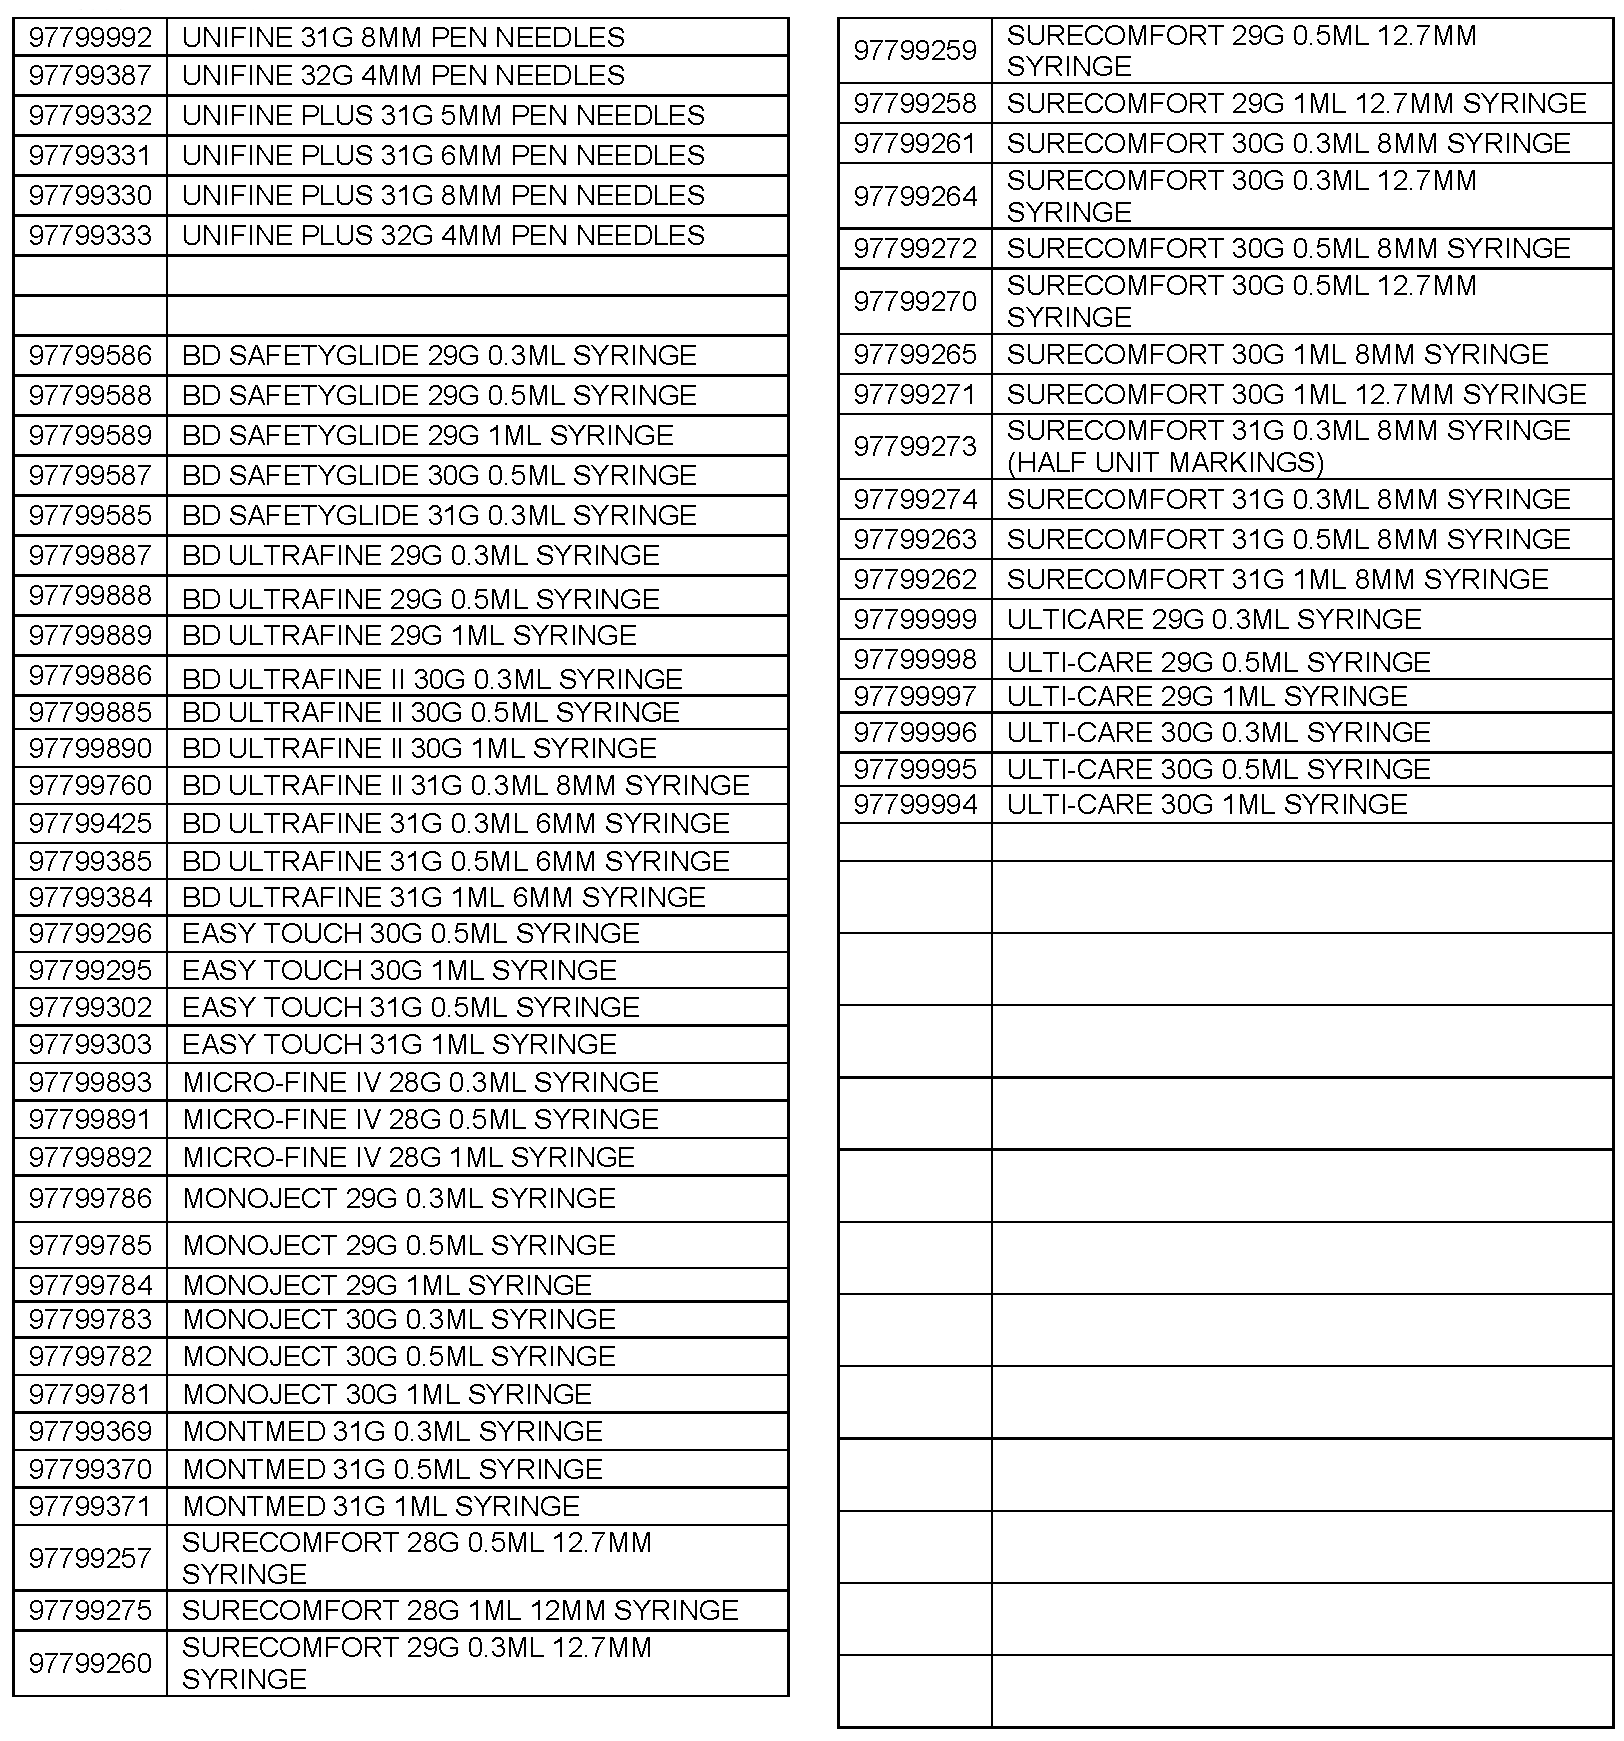 97799992 UNIFINE 31G 8MM PEN NEEDLES
97799387 UNIFINE 32G 4MM PEN NEEDLES
97799332 UNIFINE PLUS 31G 5MM PEN NEEDLES
97799331 UNIFINE PLUS 31G 6MM PEN NEEDLES
97799330 UNIFINE PLUS 31G 8MM PEN NEEDLES
97799333 UNIFINE PLUS 32G 4MM PEN NEEDLES
97799586 BD SAFETYGLIDE 29G 0.3ML SYRINGE
97799588 BD SAFETYGLIDE 29G 0.5ML SYRINGE
97799589 BD SAFETYGLIDE 29G 1ML SYRINGE
97799587 BD SAFETYGLIDE 30G 0.5ML SYRINGE
97799585 BD SAFETYGLIDE 31G 0.3ML SYRINGE
97799887 BD ULTRAFINE 29G 0.3ML SYRINGE
97799888 BD ULTRAFINE 29G 0.5ML SYRINGE
97799889 BD ULTRAFINE 29G 1ML SYRINGE
97799886 BD ULTRAFINE II 30G 0.3ML SYRINGE
97799885 BD ULTRAFINE II 30G 0.5ML SYRINGE
97799890 BD ULTRAFINE II 30G 1ML SYRINGE
97799760 BD ULTRAFINE II 31G 0.3ML 8MM SYRINGE
97799425 BD ULTRAFINE 31G 0.3ML 6MM SYRINGE
97799385 BD ULTRAFINE 31G 0.5ML 6MM SYRINGE
97799384 BD ULTRAFINE 31G 1ML 6MM SYRINGE
97799296 EASY TOUCH 30G 0.5ML SYRINGE
97799295 EASY TOUCH 30G 1ML SYRINGE
97799302 EASY TOUCH 31G 0.5ML SYRINGE
97799303 EASY TOUCH 31G 1ML SYRINGE
97799893 MICRO-FINE IV 28G 0.3ML SYRINGE
97799891 MICRO-FINE IV 28G 0.5ML SYRINGE
97799892 MICRO-FINE IV 28G 1ML SYRINGE
97799786 MONOJECT 29G 0.3ML SYRINGE
97799785 MONOJECT 29G 0.5ML SYRINGE
97799784 MONOJECT 29G 1ML SYRINGE
97799783 MONOJECT 30G 0.3ML SYRINGE
97799782 MONOJECT 30G 0.5ML SYRINGE
97799781 MONOJECT 30G 1ML SYRINGE
97799369 MONTMED 31G 0.3ML SYRINGE
97799370 MONTMED 31G 0.5ML SYRINGE
97799371 MONTMED 31G 1ML SYRINGE
97799257 SURECOMFORT 28G 0.5ML 12.7MM
SYRINGE
97799275 SURECOMFORT 28G 1ML 12MM SYRINGE
97799260 SURECOMFORT 29G 0.3ML 12.7MM
SYRINGE
97799259 SURECOMFORT 29G 0.5ML 12.7MM
SYRINGE
97799258 SURECOMFORT 29G 1ML 12.7MM SYRINGE
97799261 SURECOMFORT 30G 0.3ML 8MM SYRINGE
97799264 SURECOMFORT 30G 0.3ML 12.7MM
SYRINGE
97799272 SURECOMFORT 30G 0.5ML 8MM SYRINGE
97799270 SURECOMFORT 30G 0.5ML 12.7MM
SYRINGE
97799265 SURECOMFORT 30G 1ML 8MM SYRINGE
97799271 SURECOMFORT 30G 1ML 12.7MM SYRINGE
97799273 SURECOMFORT 31G 0.3ML 8MM SYRINGE
(HALF UNIT MARKINGS)
97799274 SURECOMFORT 31G 0.3ML 8MM SYRINGE
97799263 SURECOMFORT 31G 0.5ML 8MM SYRINGE
97799262 SURECOMFORT 31G 1ML 8MM SYRINGE
97799999 ULTICARE 29G 0.3ML SYRINGE
97799998 ULTI-CARE 29G 0.5ML SYRINGE
97799997 ULTI-CARE 29G 1ML SYRINGE
97799996 ULTI-CARE 30G 0.3ML SYRINGE
97799995 ULTI-CARE 30G 0.5ML SYRINGE
97799994 ULTI-CARE 30G 1ML SYRINGE